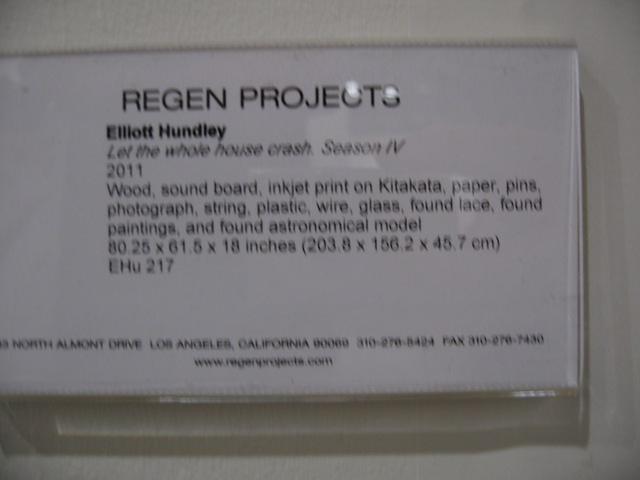 REGEN PROJECTS
Elliott Hundley
Let the whole house crash. Season IV
2011
Wood, sound board, inkjet print on Kitakata, paper, pins,
photograph, string, plastic, wire, glass, found lace, found
paintings, and found astronomical model
80.25 x 61.5 x 18 inches (203.8 x 156.2 x 45.7 cm)
EHu 217
NORTH ALMONT DRIVE LOS ANGELES, CALIFORNIA 90069 310-276-5424 FAX 310-276-7430
www.regenprojects.com